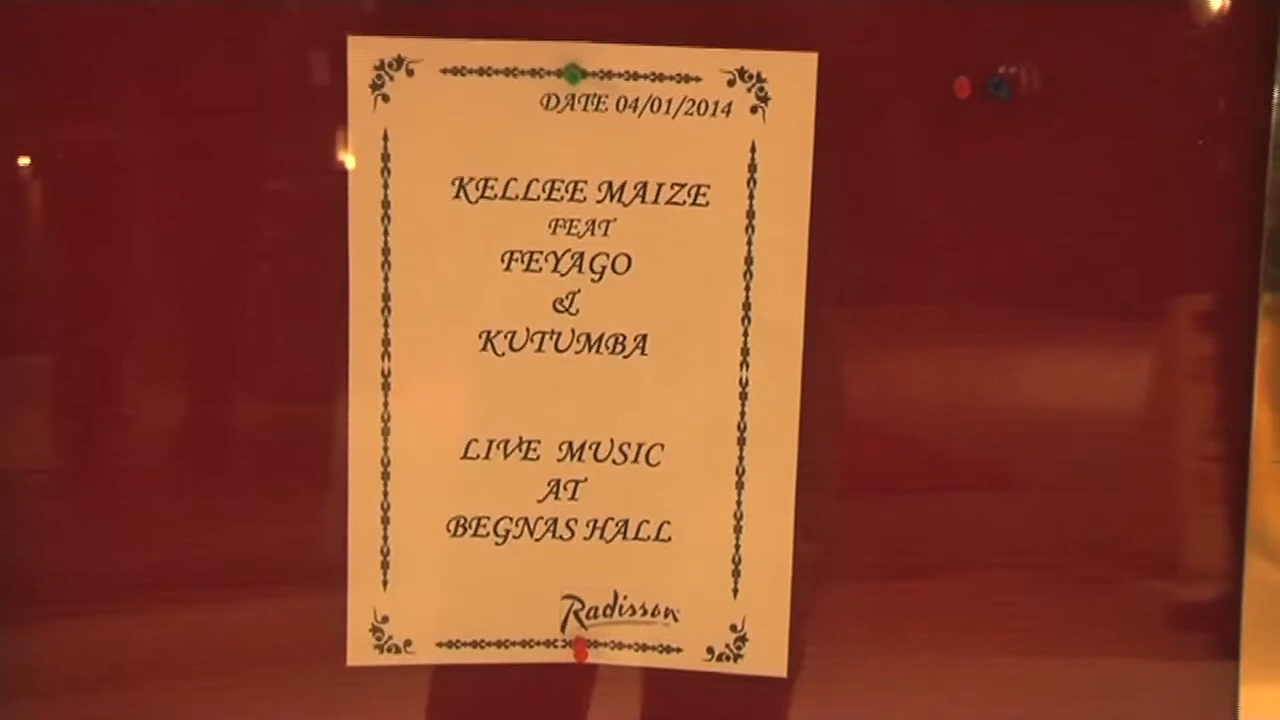 DATE 04/01/2014
KELLEE MAIZE
FEAT
FEYAGO
&
KUTUMBA
LIVE MUSIC
AT
BEGNAS HALL
Radisson